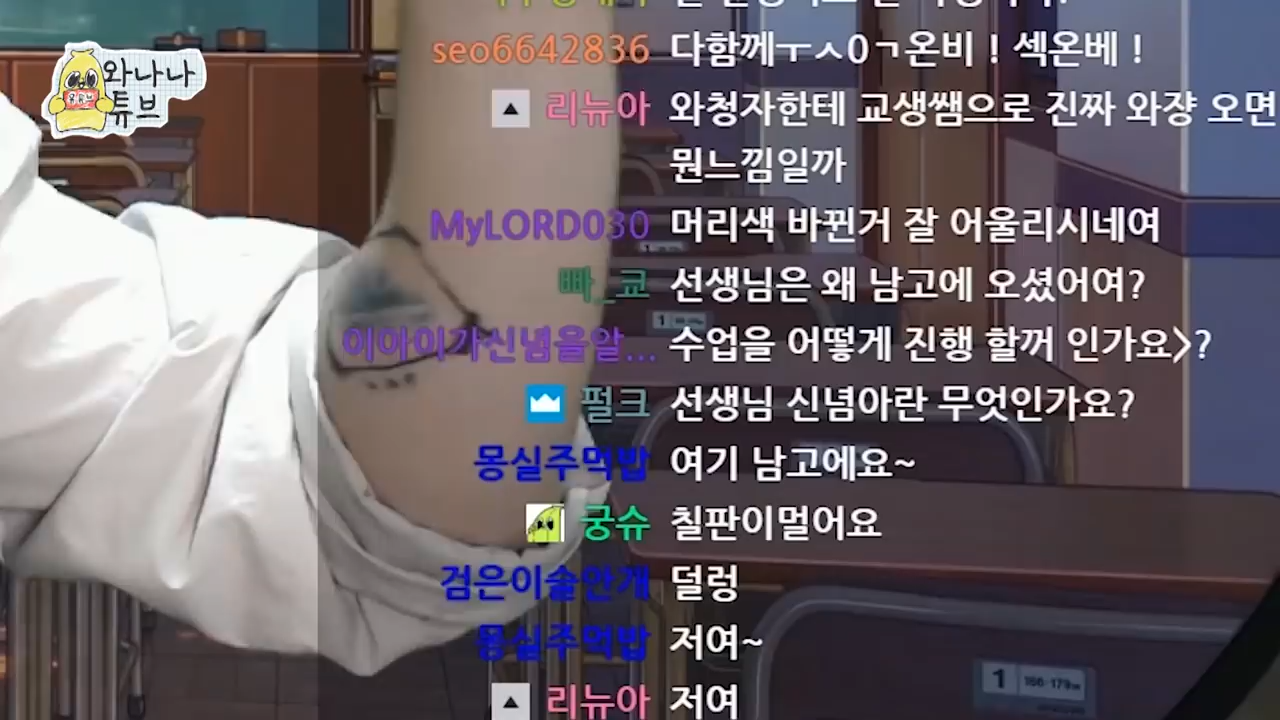 와나나
튜브
seo6642836 다함께ㅜㅅ0ㄱ온비 ! 섹온베 !
리뉴아 와청자한테 교생쌤으로 진짜 와쟝 오면
뭔느낌일까
MyLORD030 머리색 바뀐거 잘 어울리시네여
빠_쿄 선생님은 왜 남고에 오셨어여?
이아이가신념을알... 수업을 어떻게 진행 할꺼 인가요>?
펄크 선생님 신념아란 무엇인가요?
몽실주먹밥 여기 남고에요~
궁슈 칠판이멀어요
검은이술안개 덜렁
몽실주먹밥 저여~
리뉴아 저여
1
1